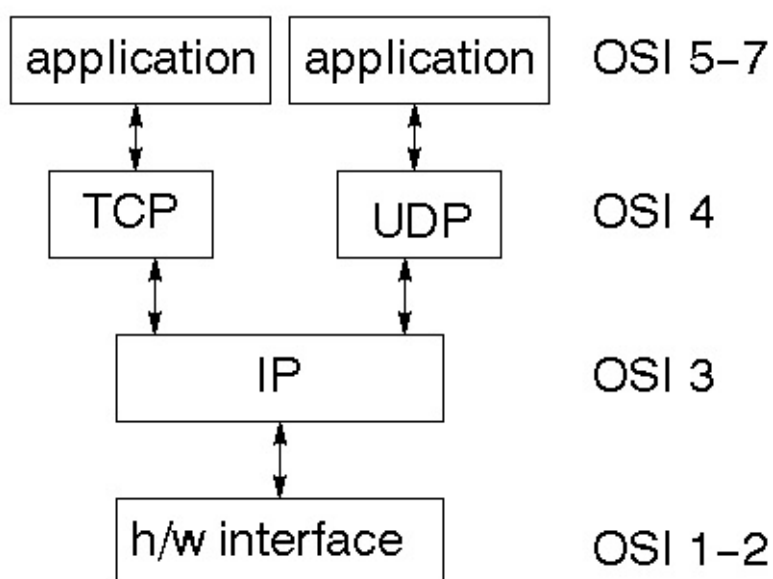 application application OSI 5–7
TCP UDP OSI 4
IP OSI 3
h/w interface OSI 1–2